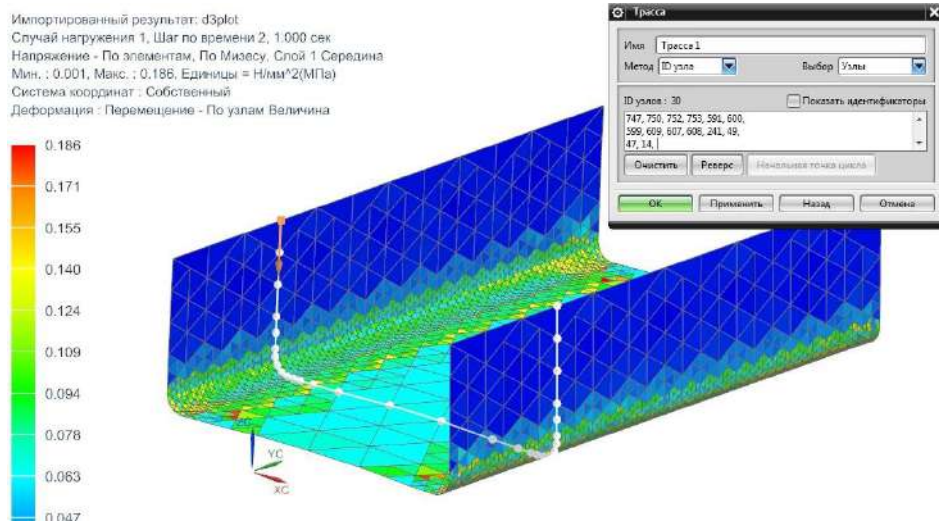 Импортированный результат: d3plot
Случай нагружения 1, Шаг по времени 2, 1.000 сек
Напряжение - По элементам, По Мизесу, Слой 1 Середина
Мин. : 0.001, Макс. : 0.186, Единицы = Н/мм^2(МПа)
Система координат : Собственный
Деформация : Перемещение - По узлам Величина
0.186
0.171
0.155
0.140
0.124
0.109
0.094
0.078
0.063
0.047
YC
XC
Трасса
Имя Трасса 1
Метод ID узла Выбор Узлы
ID узлов : 30 Показать идентификаторы
747, 750, 752, 753, 591, 600,
599, 609, 607, 608, 241, 49,
47, 14,
Очистить Реверс Начальная точка цикла
ОК Применить Назад Отмена